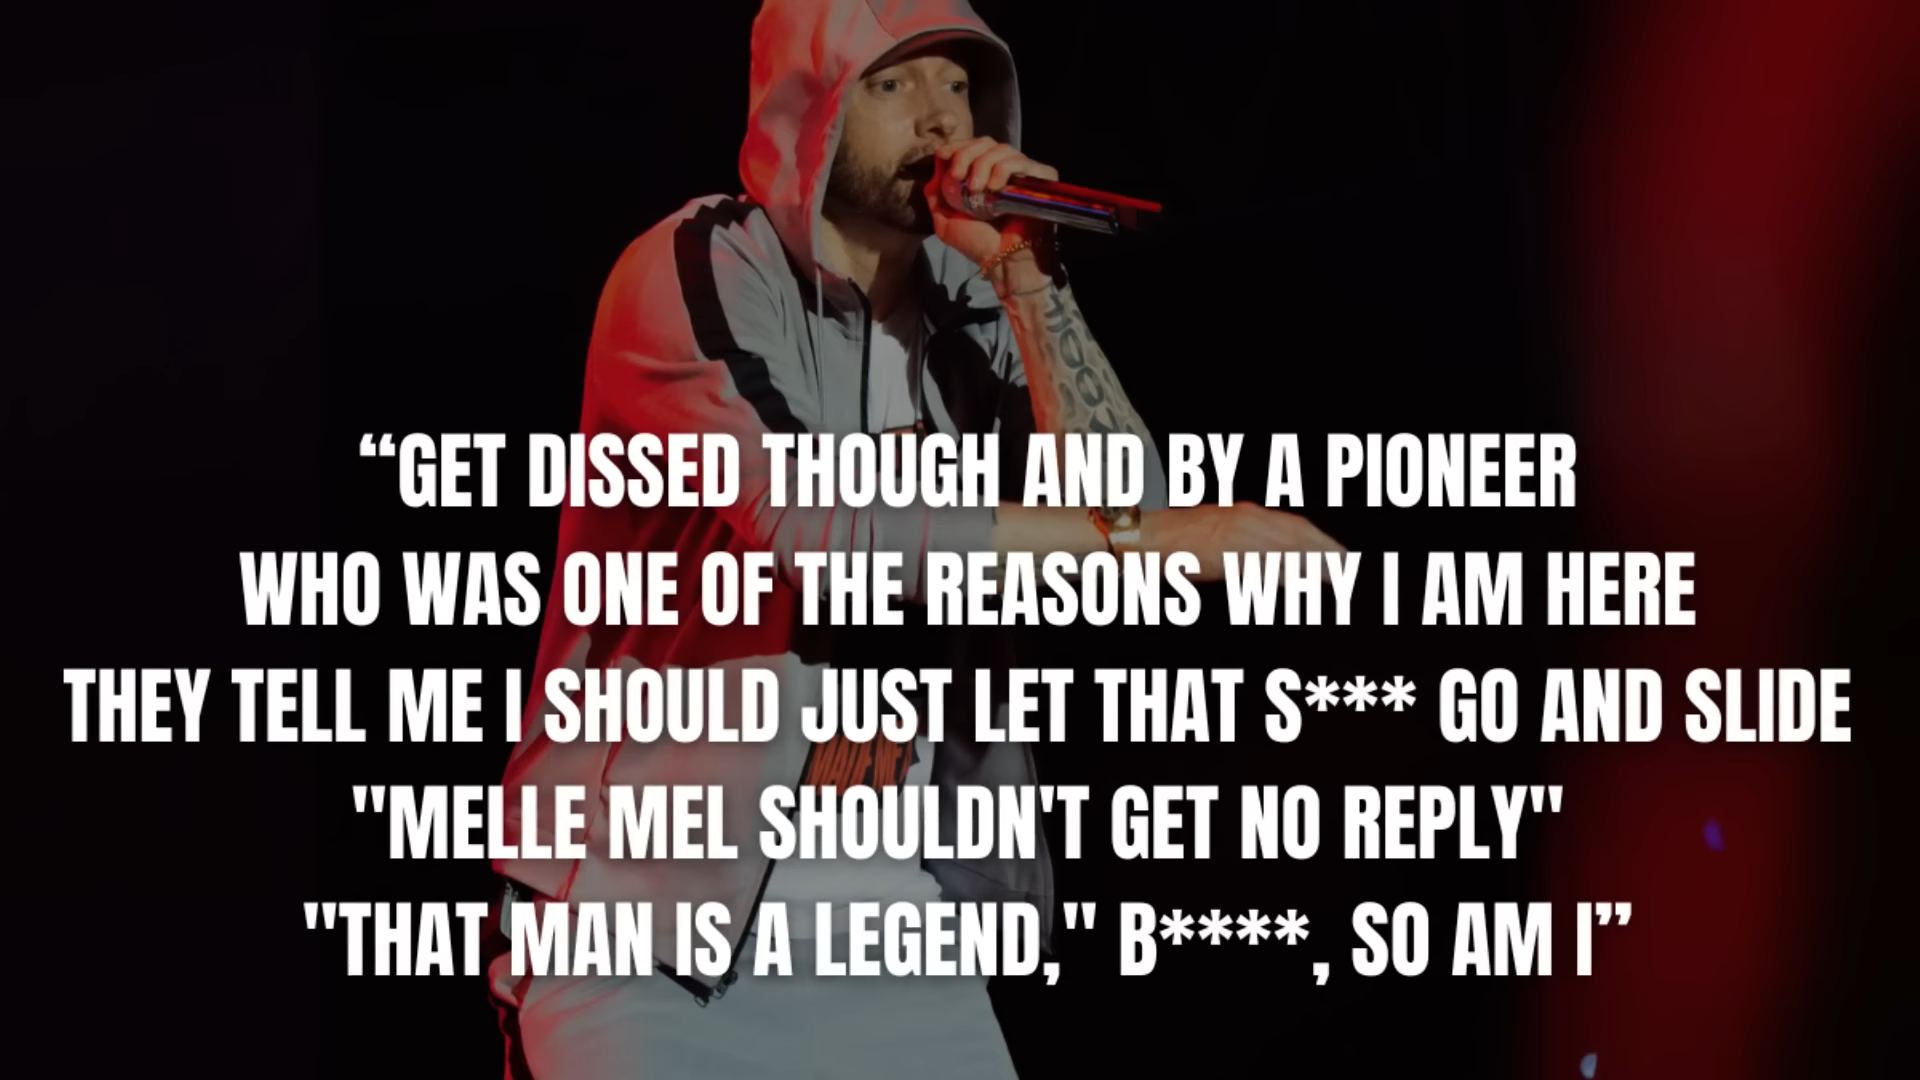 “GET DISSED THOUGH AND BY A PIONEER
WHO WAS ONE OF THE REASONS WHY I AM HERE
THEY TELL ME I SHOULD JUST LET THAT S*** GO AND SLIDE
"MELLE MEL SHOULDN'T GET NO REPLY"
"THAT MAN IS A LEGEND," B****, SO AM I”